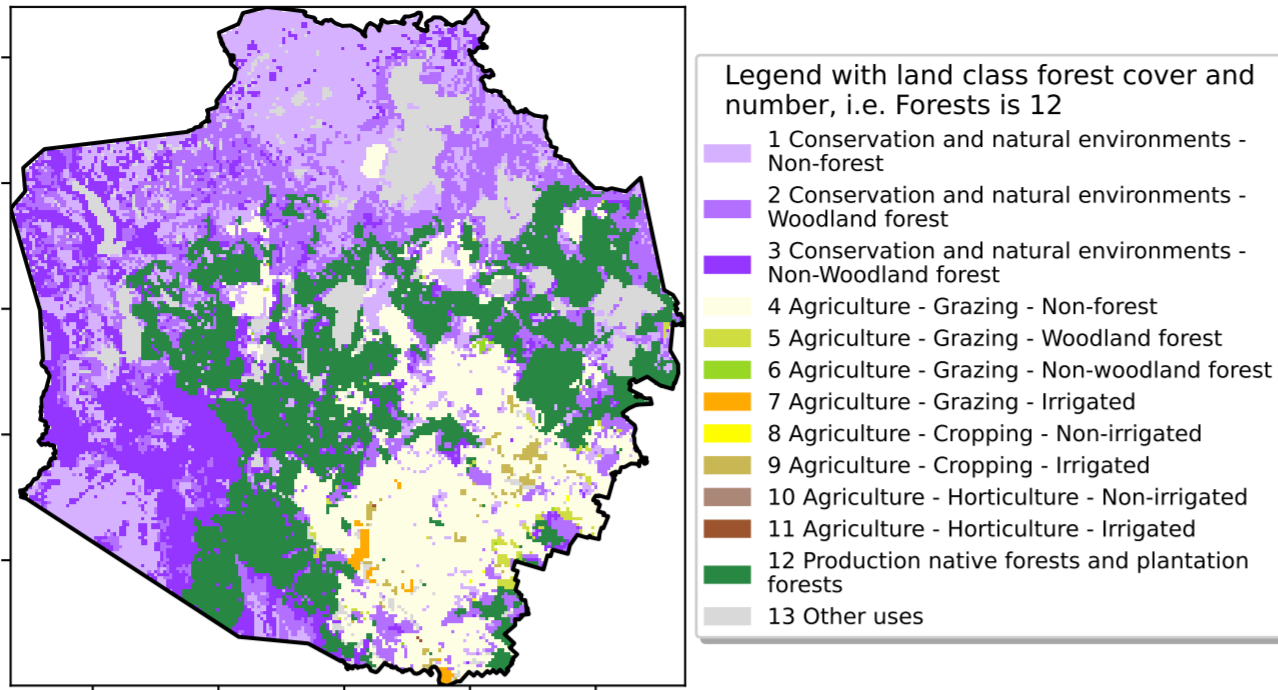 Legend with land class forest cover and
number, i.e. Forests is 12
1 Conservation and natural environments -
Non-forest
2 Conservation and natural environments -
Woodland forest
3 Conservation and natural environments -
Non-Woodland forest
4 Agriculture - Grazing - Non-forest
5 Agriculture - Grazing - Woodland forest
6 Agriculture - Grazing - Non-woodland forest
7 Agriculture - Grazing - Irrigated
8 Agriculture - Cropping - Non-irrigated
9 Agriculture - Cropping - Irrigated
10 Agriculture - Horticulture - Non-irrigated
11 Agriculture - Horticulture - Irrigated
12 Production native forests and plantation
forests
13 Other uses